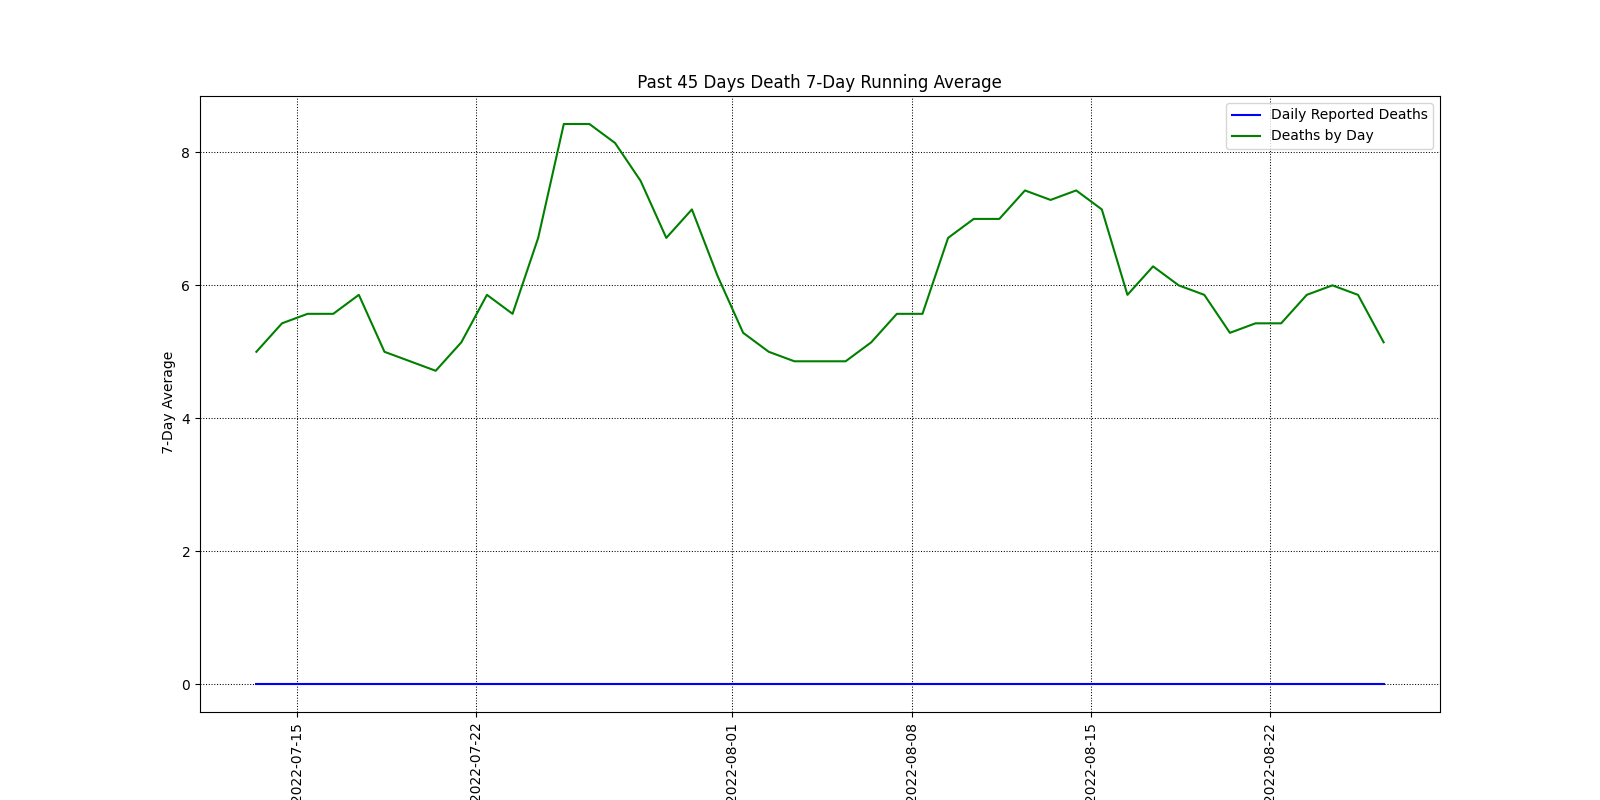 Past 45 Days Death 7-Day Running Average
Daily Reported Deaths
Deaths by Day
7-Day Average
8
6
4
2
0
2022-07-15
2022-07-22
2022-08-01
2022-08-08
2022-08-15
2022-08-22